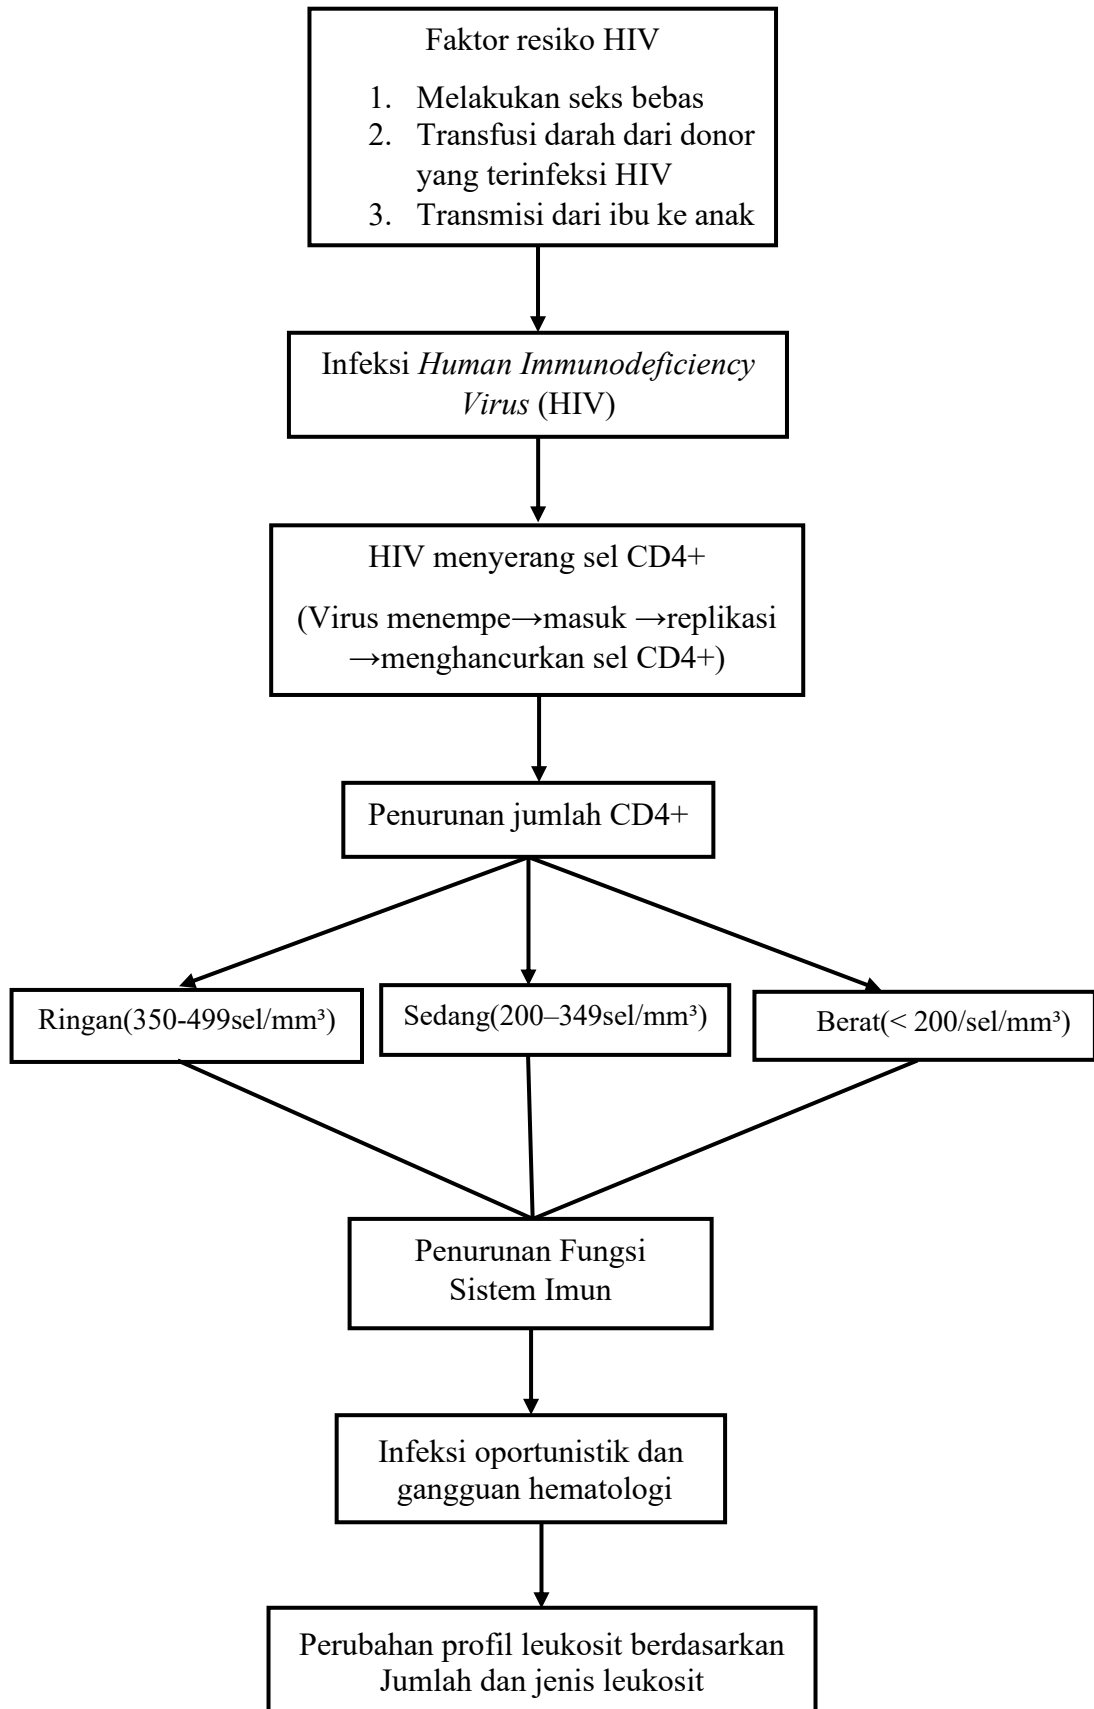 Faktor resiko HIV
1. Melakukan seks bebas
2. Transfusi darah dari donor
yang terinfeksi HIV
3. Transmisi dari ibu ke anak
Infeksi Human Immunodeficiency
Virus (HIV)
HIV menyerang sel CD4+
(Virus menempe→masuk →replikasi
→menghancurkan sel CD4+)
Penurunan jumlah CD4+
Ringan(350-499sel/mm³)
Sedang(200–349sel/mm³)
Berat(< 200/sel/mm³)
Penurunan Fungsi
Sistem Imun
Infeksi oportunistik dan
gangguan hematologi
Perubahan profil leukosit berdasarkan
Jumlah dan jenis leukosit